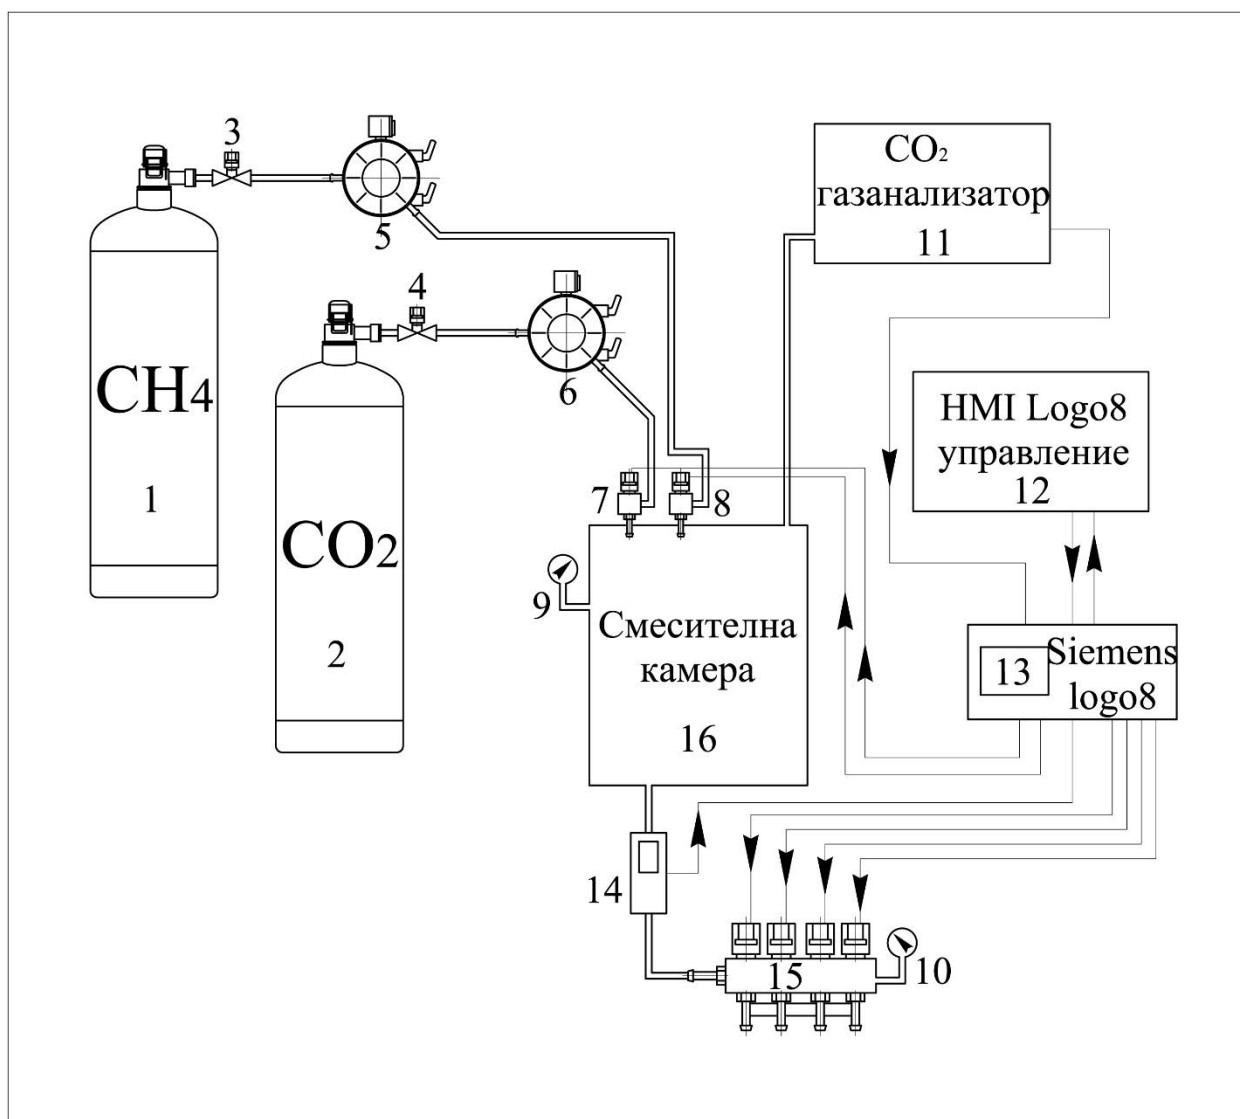 3
CO₂
газанализатор
11
5
4
CH4
1
6
HMI Logo8
управление
12
CO2
2
7
8
9
Смесителна
камера
16
13
Siemens
logo8
14
15
10